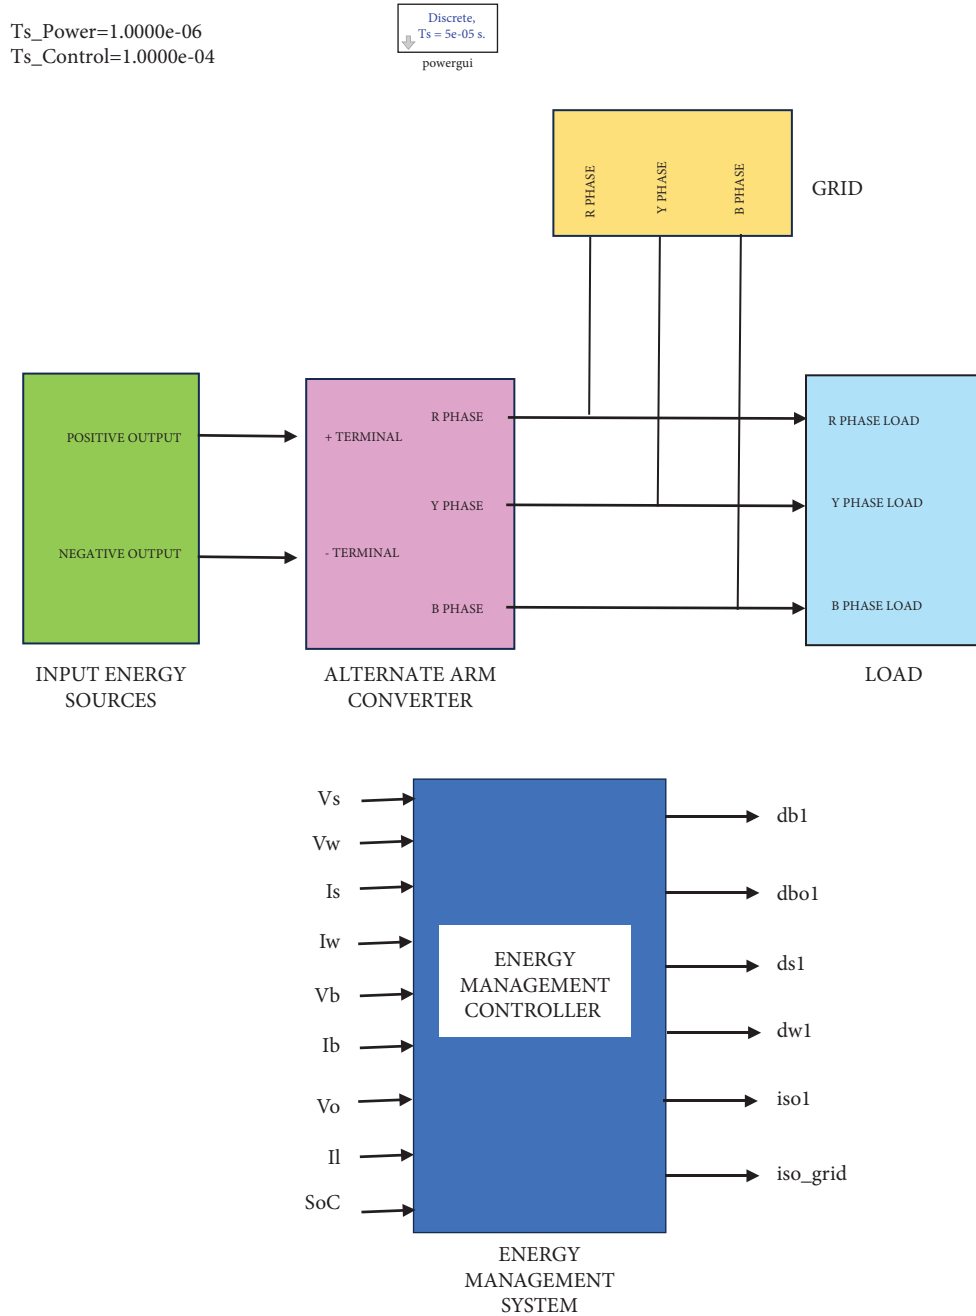 Ts_Power=1.0000e-06
Ts_Control=1.0000e-04
Discrete,
Ts = 5e-05 s.
powergui
R PHASE
Y PHASE
B PHASE
GRID
POSITIVE OUTPUT
NEGATIVE OUTPUT
INPUT ENERGY
SOURCES
+ TERMINAL
- TERMINAL
R PHASE
Y PHASE
B PHASE
ALTERNATE ARM
CONVERTER
R PHASE LOAD
Y PHASE LOAD
B PHASE LOAD
LOAD
Vs
Vw
Is
Iw
Vb
Ib
Vo
Il
SoC
ENERGY
MANAGEMENT
CONTROLLER
db1
dbo1
ds1
dw1
iso1
iso_grid
ENERGY
MANAGEMENT
SYSTEM